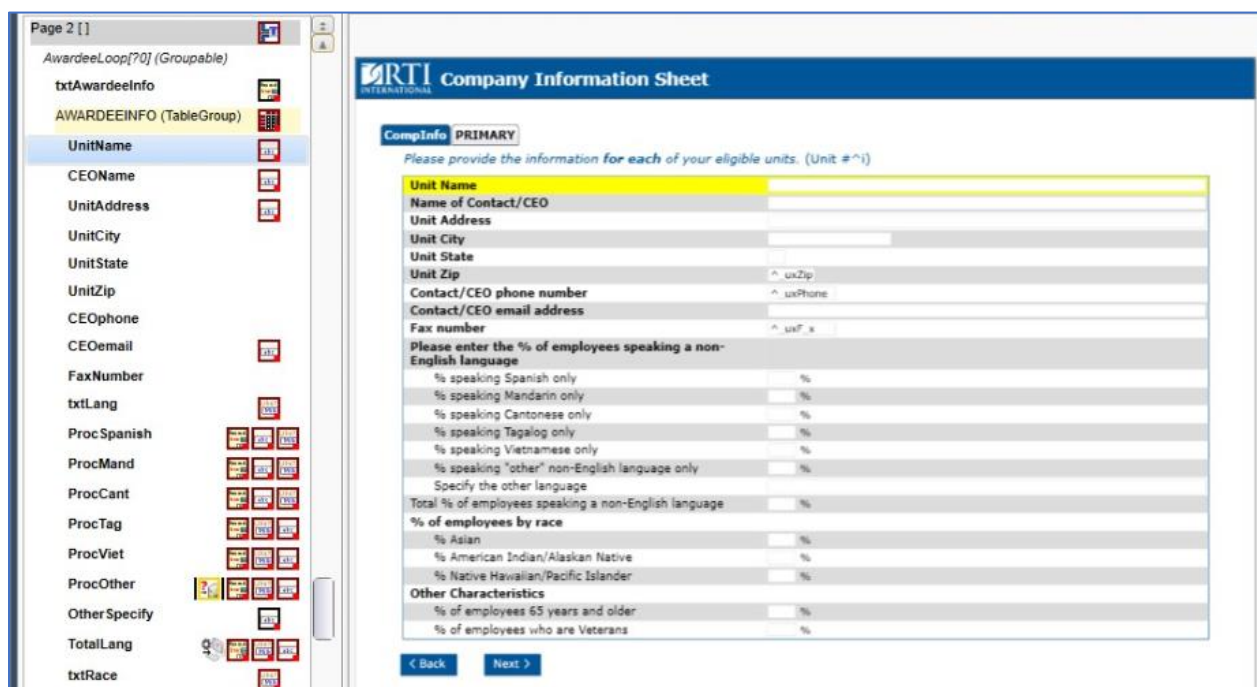 Page 2 [ ]
AwardeeLoop[?0] (Groupable)
txtAwardeeInfo
AWARDEEINFO (TableGroup)
UnitName
CEOName
UnitAddress
UnitCity
UnitState
UnitZip
CEOphone
CEOemail
FaxNumber
txtLang
ProcSpanish
ProcMand
ProcCant
ProcTag
ProcViet
ProcOther
OtherSpecify
TotalLang
txtRace
RTI Company Information Sheet
INTERNATIONAL
CompInfo PRIMARY
Please provide the information for each of your eligible units. (Unit #^i)
Unit Name
Name of Contact/CEO
Unit Address
Unit City
Unit State
Unit Zip ^_uxZip
Contact/CEO phone number ^_uxPhone
Contact/CEO email address
Fax number
Please enter the % of employees speaking a non-
English language
% speaking Spanish only %
% speaking Mandarin only %
% speaking Cantonese only %
% speaking Tagalog only %
% speaking Vietnamese only %
% speaking "other" non-English language only %
Specify the other language
Total % of employees speaking a non-English language %
% of employees by race
% Asian %
% American Indian/Alaskan Native %
% Native Hawaiian/Pacific Islander %
Other Characteristics
% of employees 65 years and older %
% of employees who are Veterans %
< Back Next >